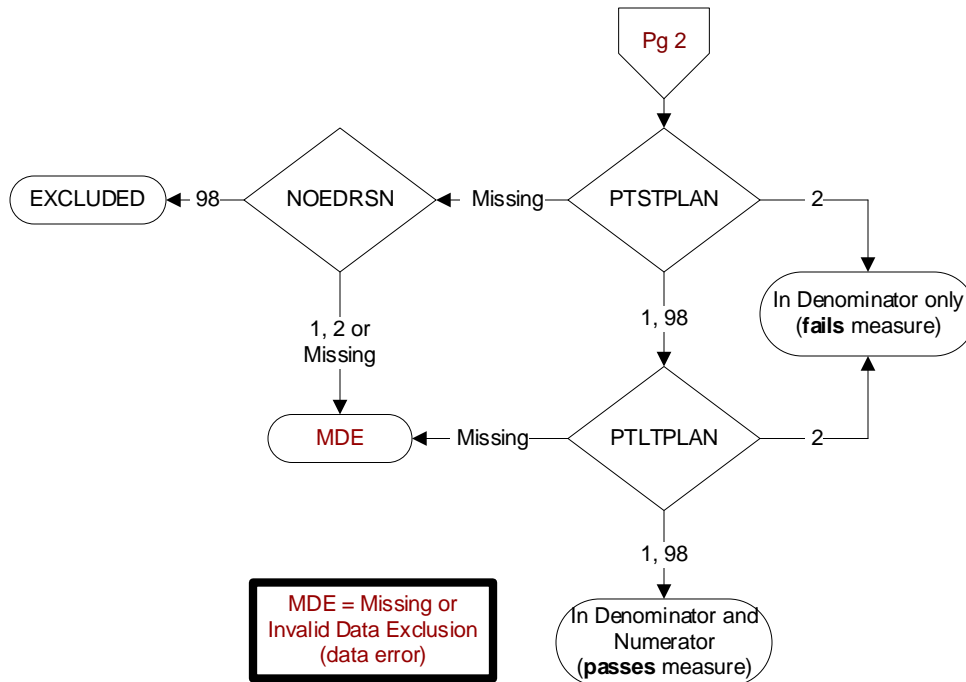 Pg 2
EXCLUDED
98
NOEDRSN
Missing
PTSTPLAN
2
In Denominator only
(fails measure)
1, 2 or
Missing
1, 98
MDE
Missing
PTLTPLAN
2
1, 98
MDE = Missing or
Invalid Data Exclusion
(data error)
In Denominator and
Numerator
(passes measure)